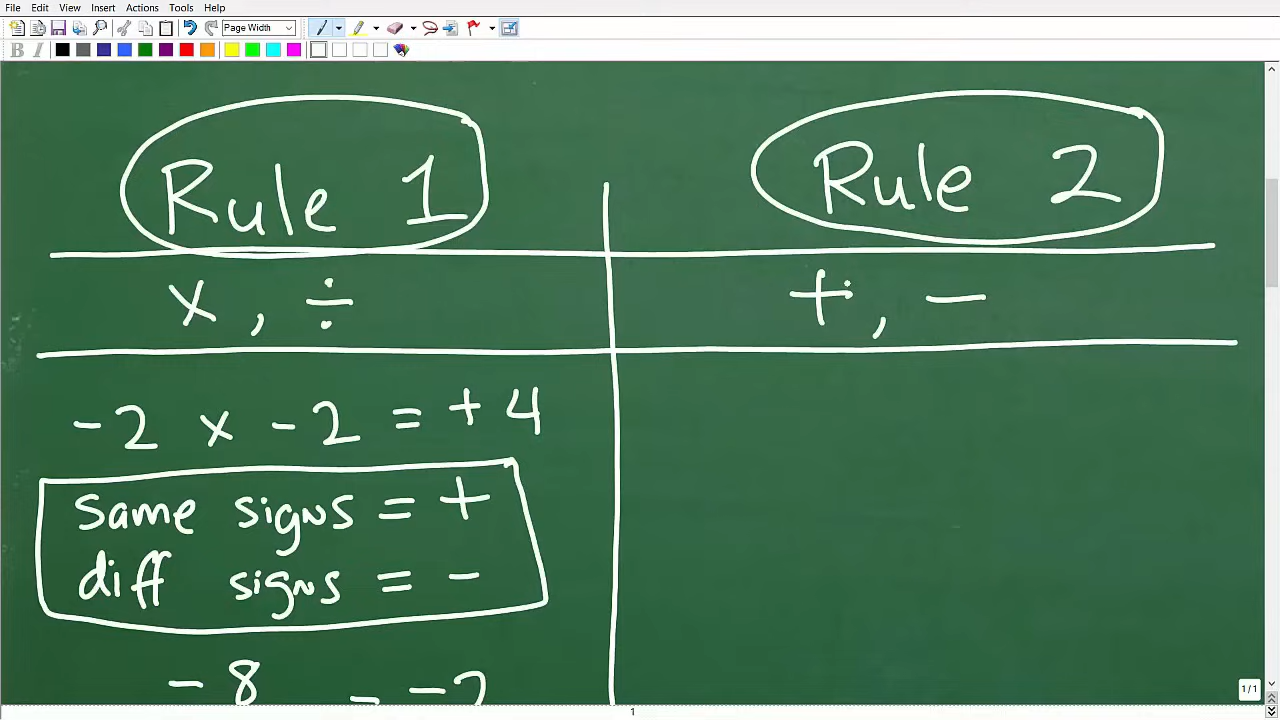 File Edit View Insert Actions Tools Help
Page Width
B I
Rule 1
Rule 2
x , ÷
+ , −
-2 x -2 = +4
same signs = +
diff signs = -
-8
1/1
1